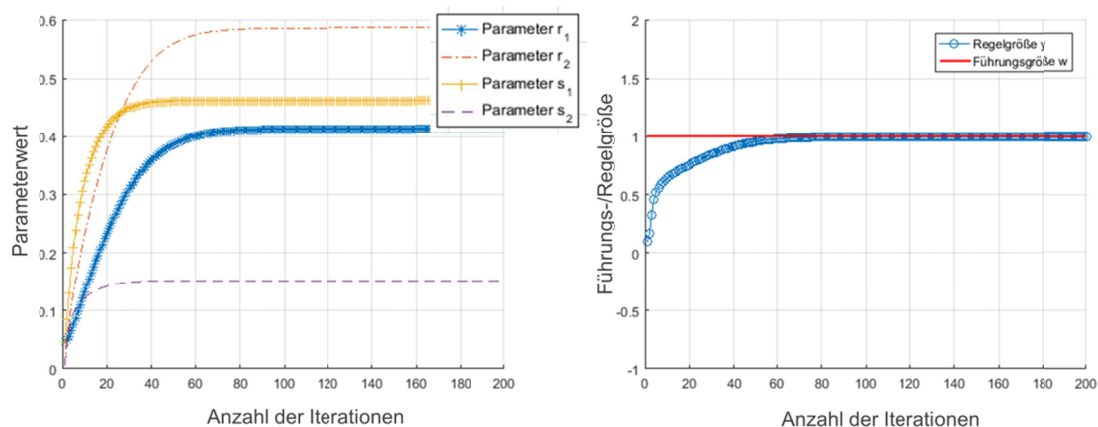 0.6
0.5
0.4
0.3
0.2
0.1
0
0 20 40 60 80 100 120 140 160 180 200
Parameterwert
Anzahl der Iterationen
Parameter r1
Parameter r2
Parameter s1
Parameter s2
2
1.5
1
0.5
0
-0.5
-1
0 20 40 60 80 100 120 140 160 180 200
Führungs-/Regelgröße
Anzahl der Iterationen
Regelgröße y
Führungsgröße w